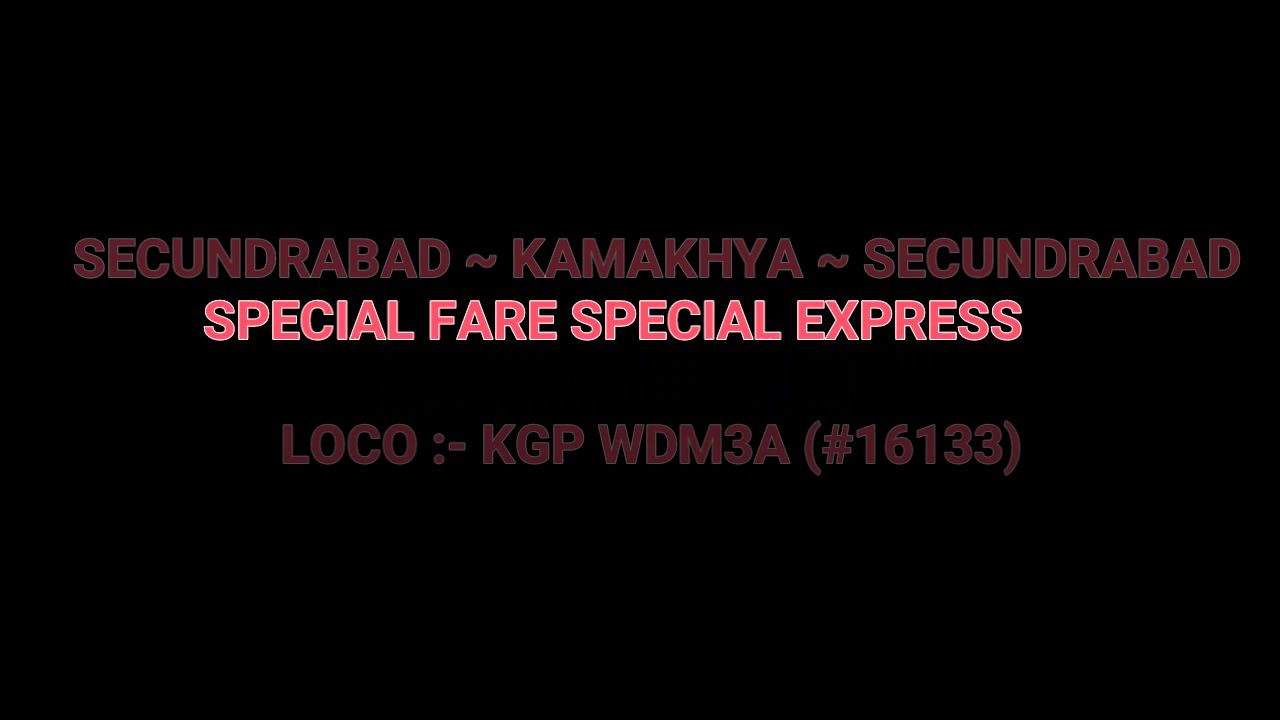 SECUNDRABAD ~ KAMAKHYA ~ SECUNDRABAD
SPECIAL FARE SPECIAL EXPRESS
LOCO :- KGP WDM3A (#16133)